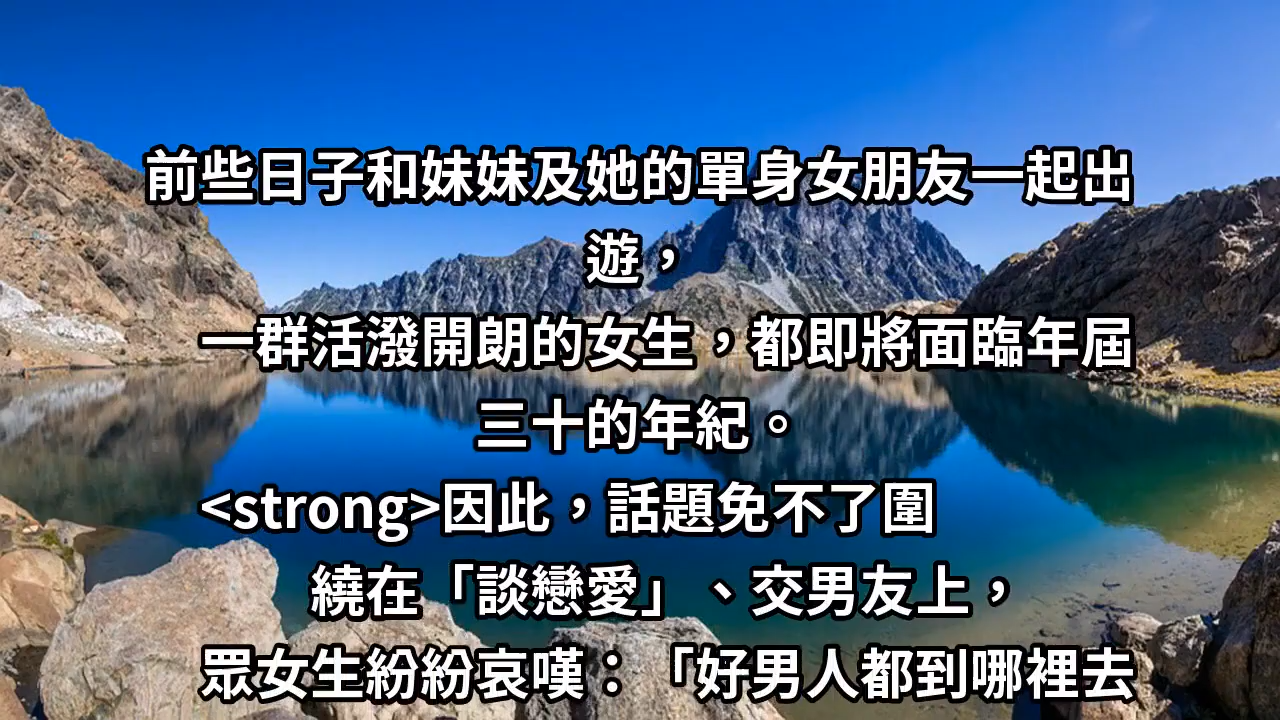 前些日子和妹妹及她的單身女朋友一起出
遊，
一群活潑開朗的女生，都即將面臨年屆
三十的年紀。
<strong>因此，話題免不了圍
繞在「談戀愛」、交男友上，
眾女生紛紛哀嘆：「好男人都到哪裡去